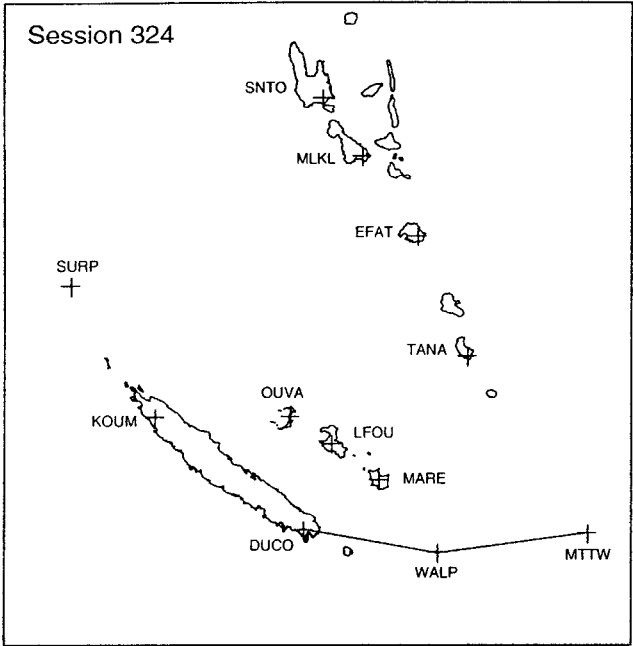 Session 324
SNTO
MLKL
EFAT
SURP
TANA
OUVA
KOUM
LFOU
MARE
DUCO
WALP
MTTW